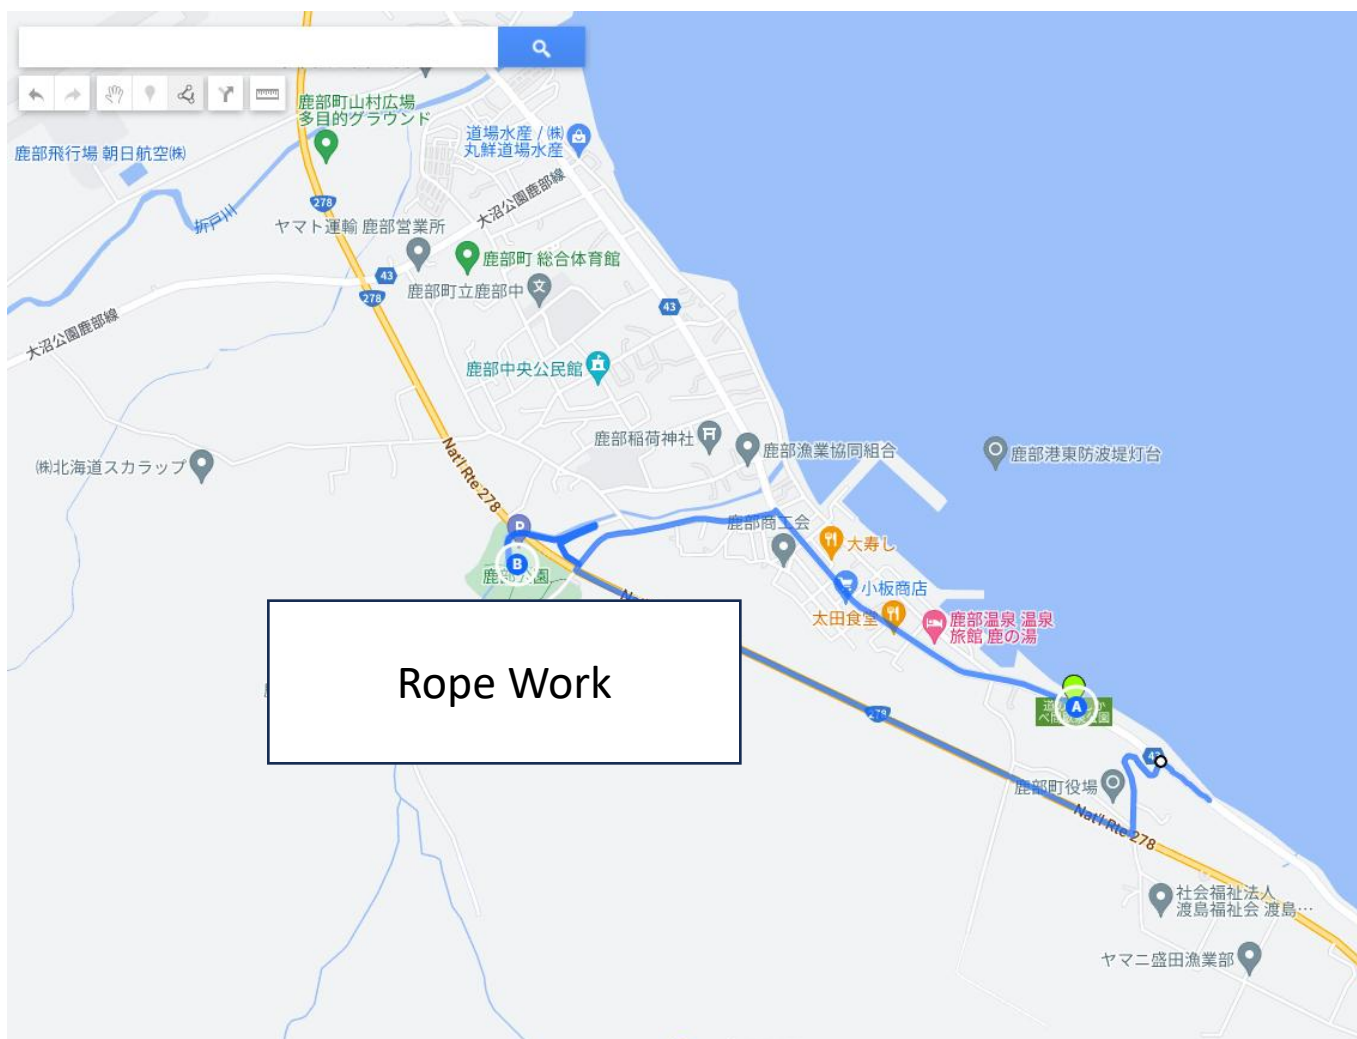 鹿部町山村広場
多目的グラウンド
道場水産 / ㈱
丸鮮道場水産
鹿部飛行場 朝日航空㈱
278
折戸川
大沼公園鹿部線
ヤマト運輸 鹿部営業所
鹿部町 総合体育館
43
278
鹿部町立鹿部中
文
43
大沼公園鹿部線
鹿部中央公民館
鹿部稲荷神社
鹿部漁業協同組合
鹿部港東防波堤灯台
㈱北海道スカラップ
Nat'l Rte 278
P
鹿部商工会
大寿し
B
小板商店
太田食堂
鹿部温泉 温泉
旅館 鹿の湯
Rope Work
A
278
43
鹿部町役場
Nat'l Rte 278
社会福祉法人
渡島福祉会 渡島…
ヤマニ盛田漁業部